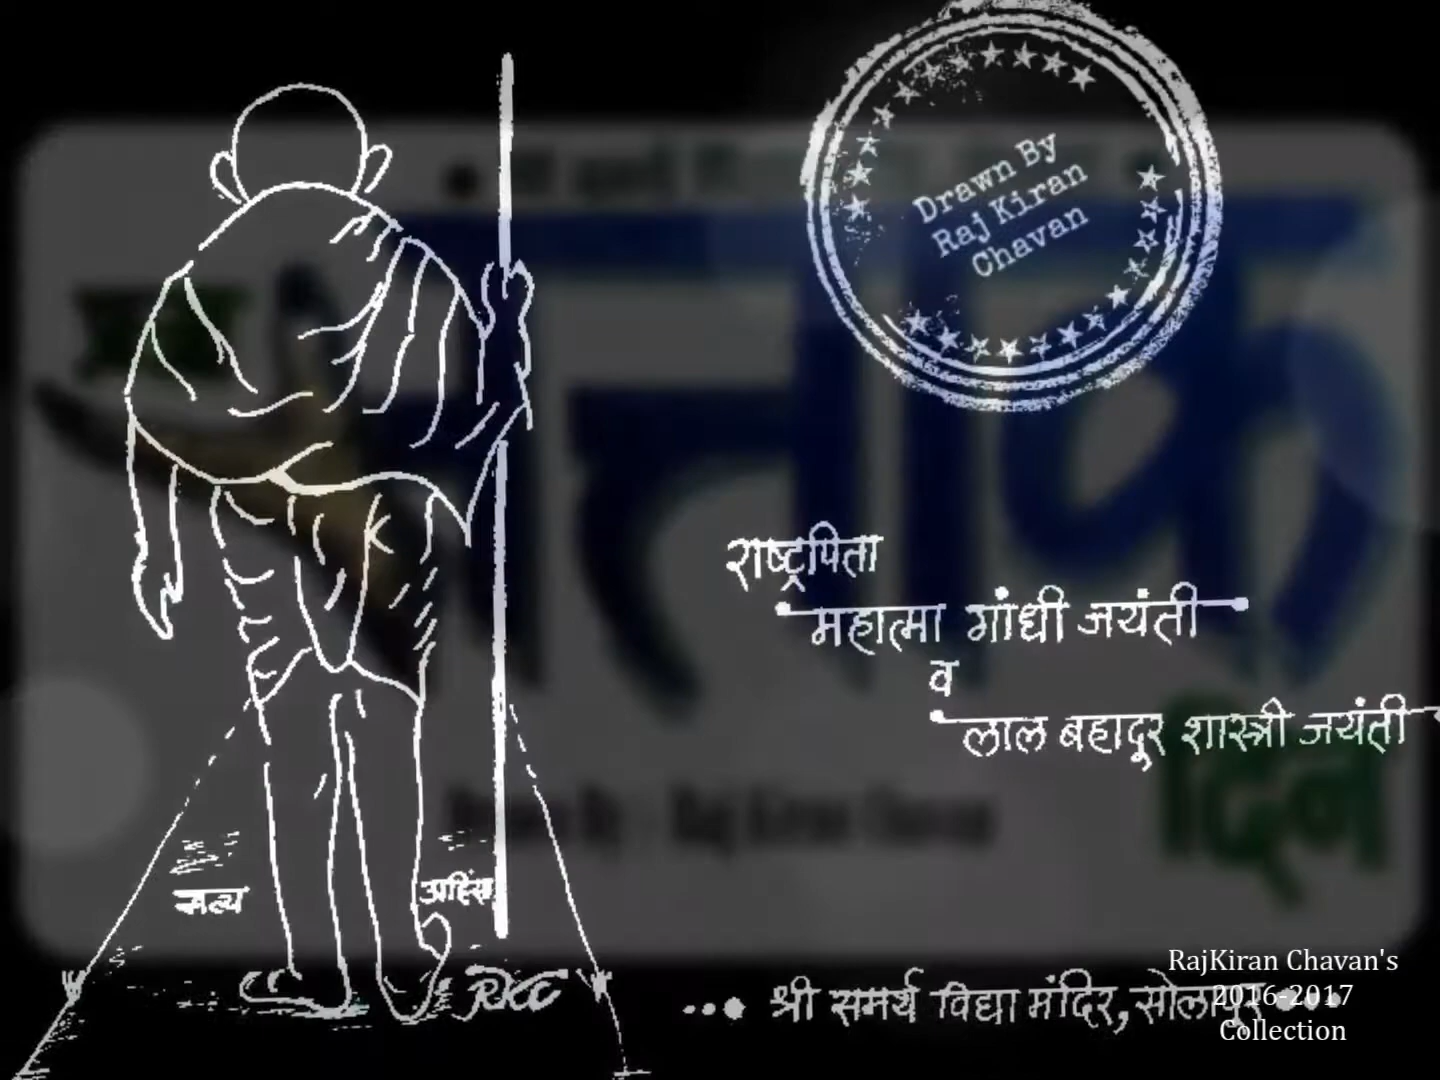 Drawn By
Raj Kiran
Chavan
राष्ट्रपिता
महात्मा गांधी जयंती
व
लाल बहादूर शास्त्री जयंती
सत्य
अहिंसा
RKC
श्री समर्थ विद्या मंदिर, सोलापूर
RajKiran Chavan's
2016-2017
Collection